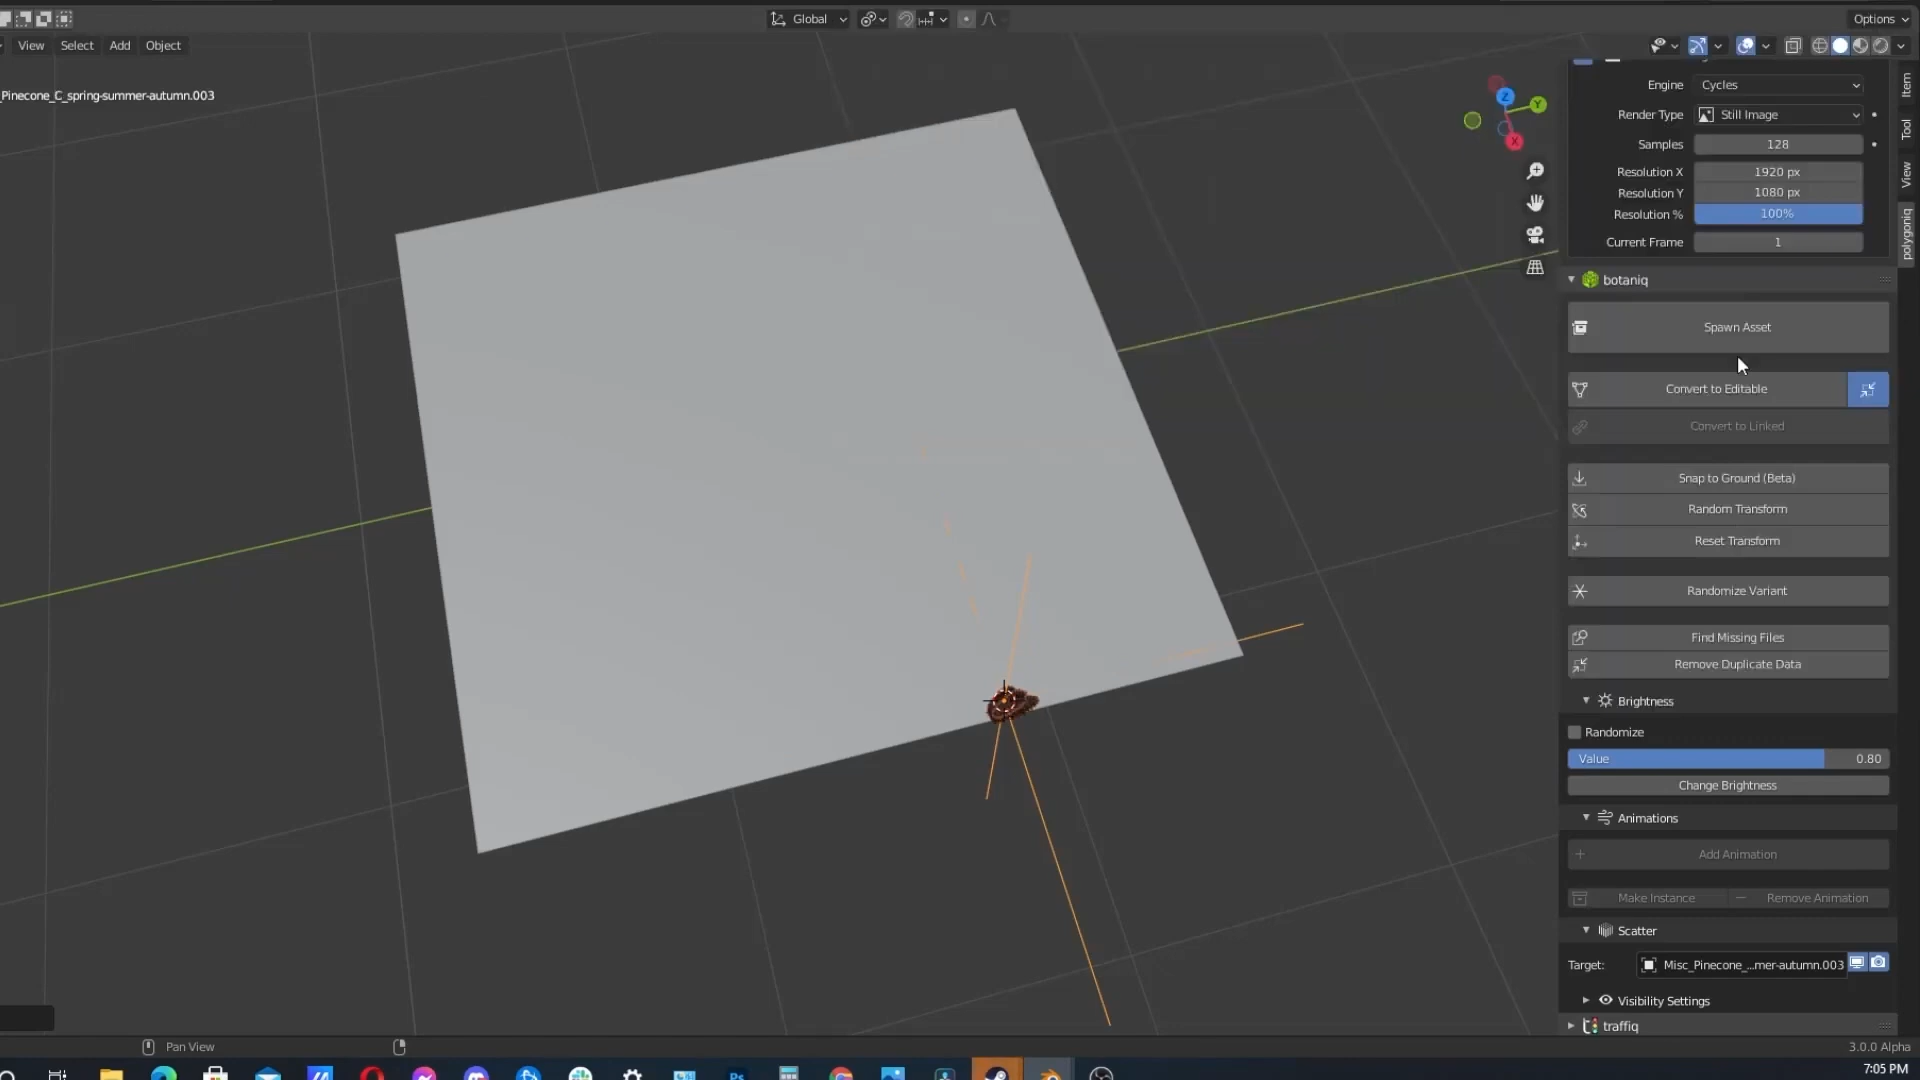 Global
Options
View Select Add Object
Pinecone_C_spring-summer-autumn.003
Z
Y
X
Engine Cycles
Render Type Still Image
Samples 128
Resolution X 1920 px
Resolution Y 1080 px
Resolution % 100%
Current Frame 1
Item
Tool
View
polygoniq
botaniq
Spawn Asset
Convert to Editable
Convert to Linked
Snap to Ground (Beta)
Random Transform
Reset Transform
Randomize Variant
Find Missing Files
Remove Duplicate Data
Brightness
Randomize
Value 0.80
Change Brightness
Animations
Add Animation
Make Instance Remove Animation
Scatter
Target: Misc_Pinecone_...mer-autumn.003
Visibility Settings
traffiq
Pan View
3.0.0 Alpha
Ps
7:05 PM